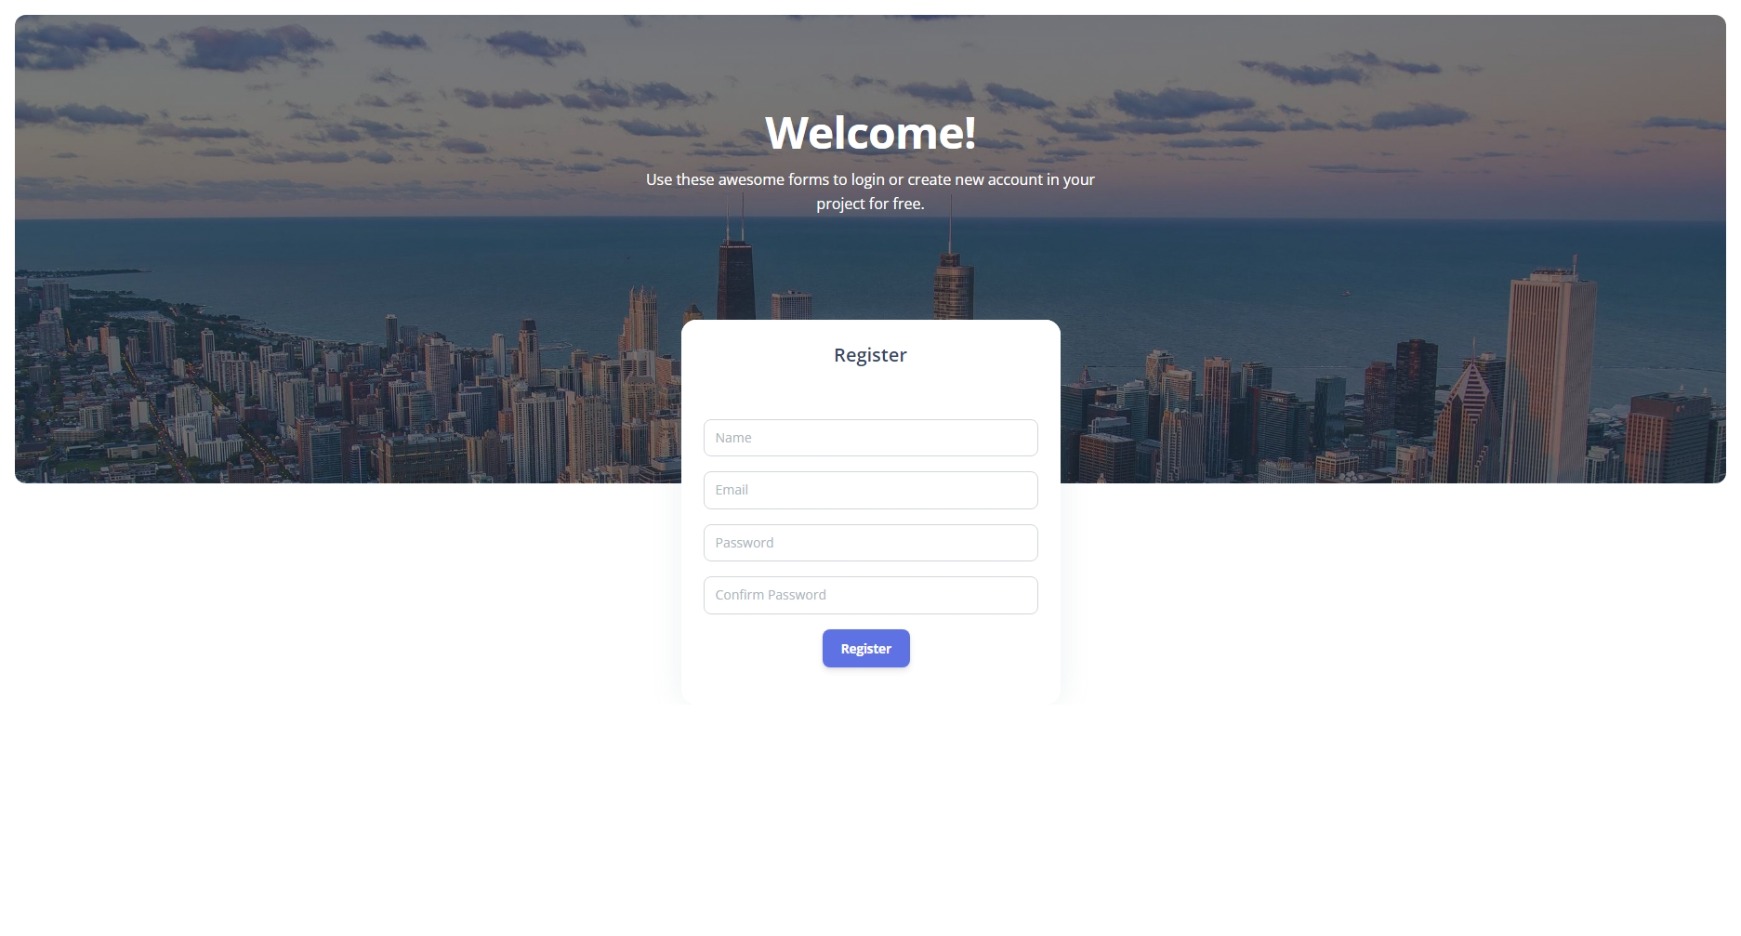 Welcome!
Use these awesome forms to login or create new account in your
project for free.
Register
Name
Email
Password
Confirm Password
Register